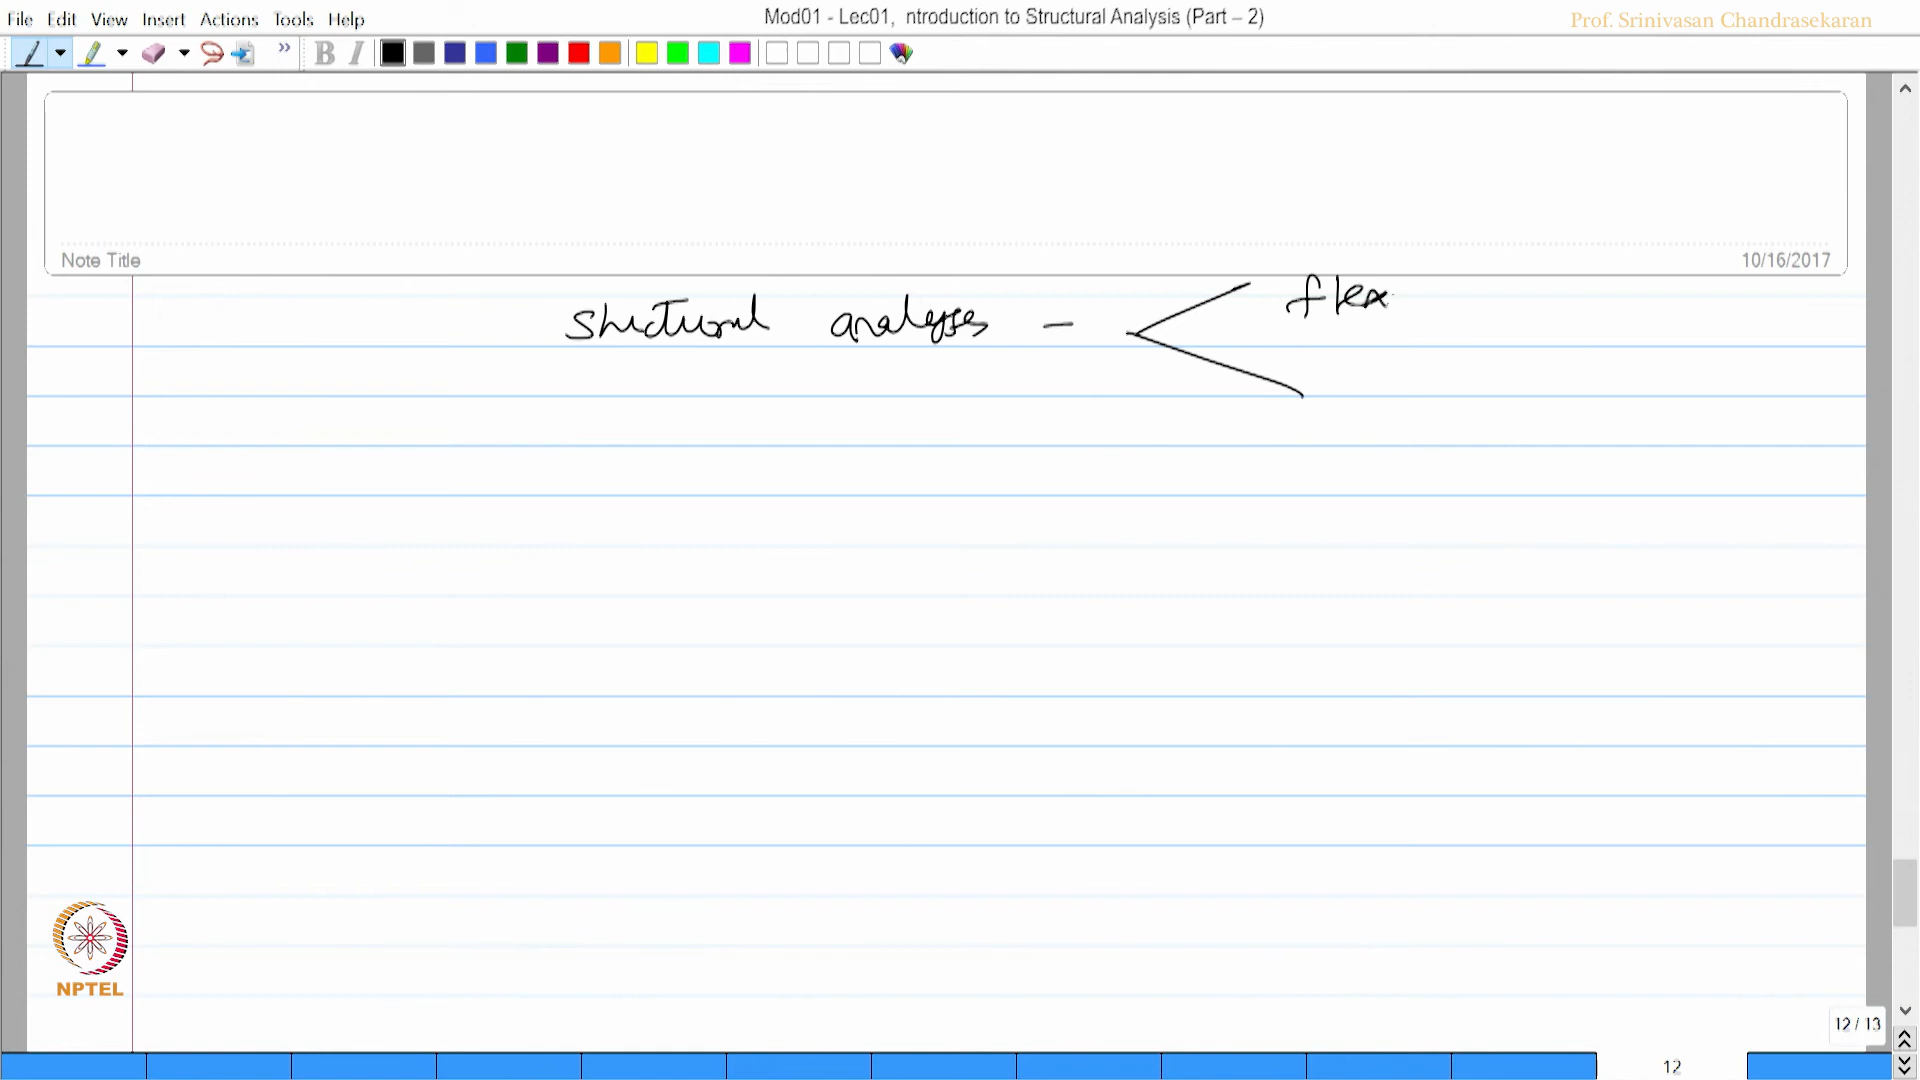 File Edit View Insert Actions Tools Help
Mod01 - Lec01, ntroduction to Structural Analysis (Part – 2)
Prof. Srinivasan Chandrasekaran
B I
Note Title
10/16/2017
structural analyses - flex
NPTEL
12 / 13
12